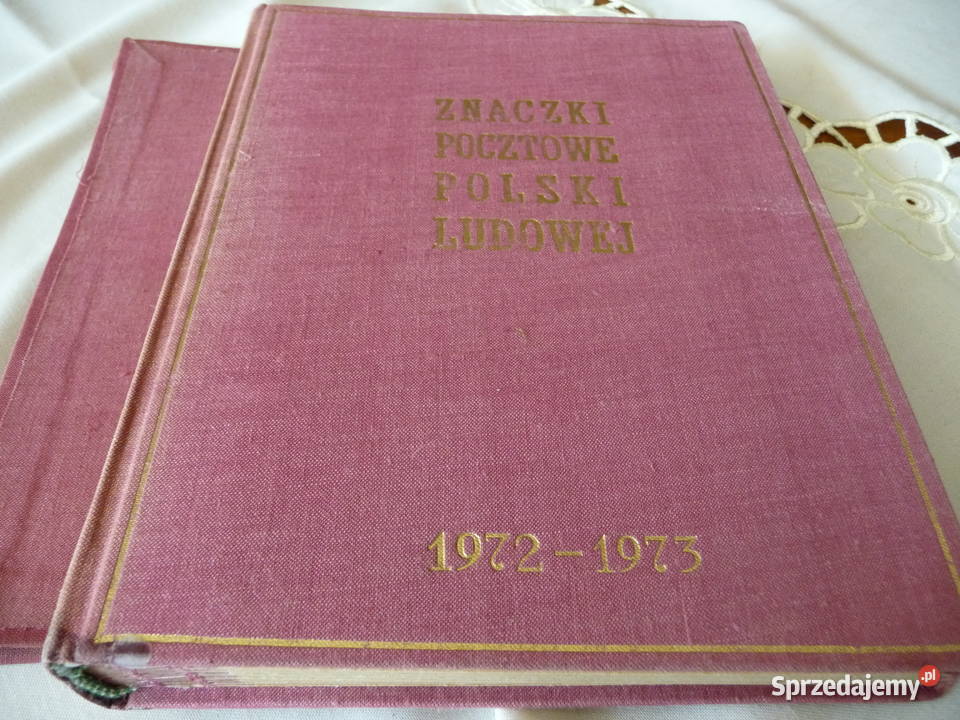 ZNACZKI
POCZTOWE
POLSKI
LUDOWEJ
1972-1973
Sprzedajemy.pl